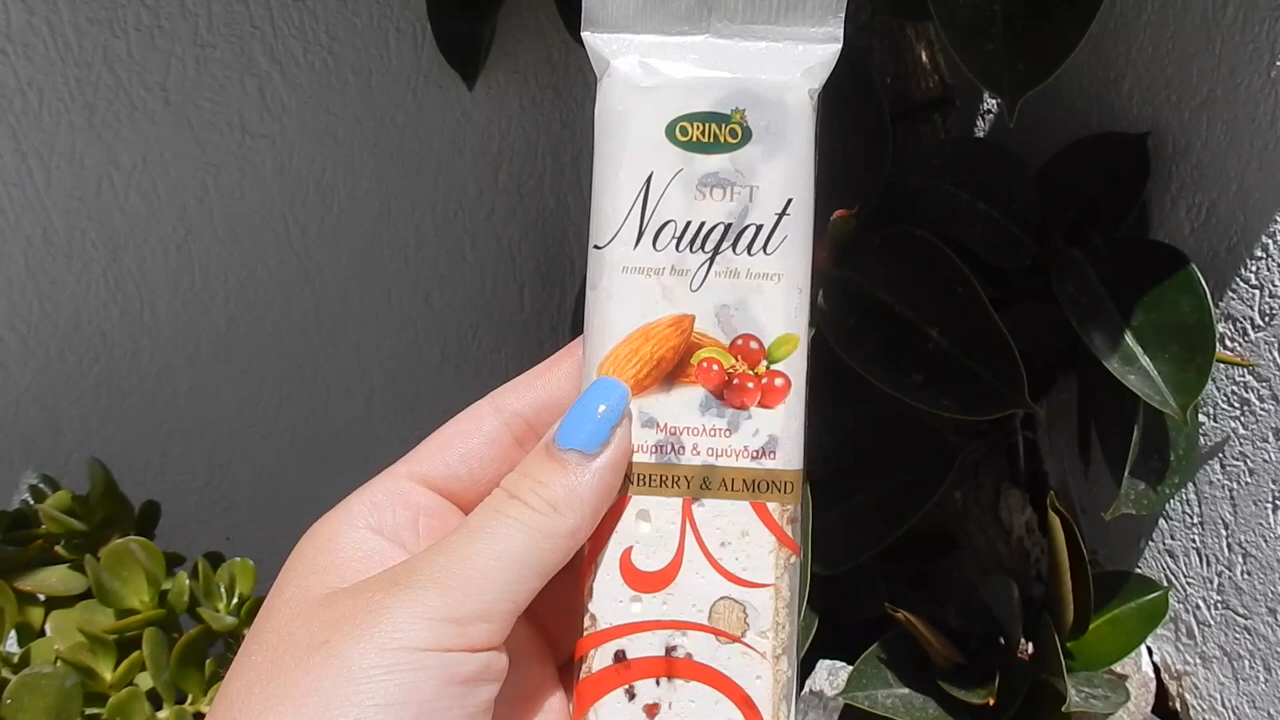 ORINO
SOFT
Nougat
nougat bar with honey
Μαντολάτο
μύρτιλα & αμύγδαλα
NBERRY & ALMOND